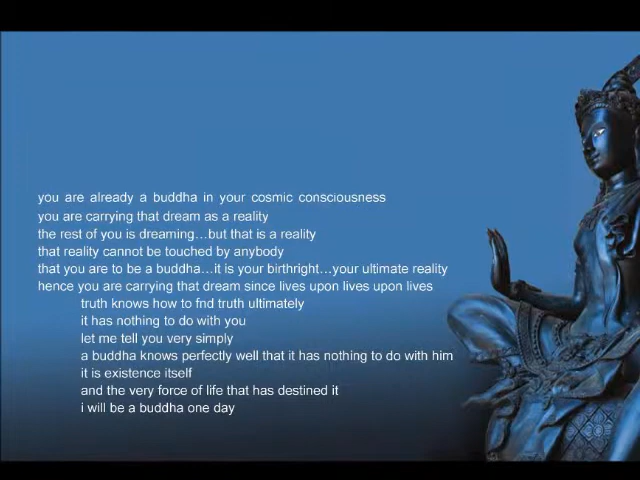 you are already a buddha in your cosmic consciousness
you are carrying that dream as a reality
the rest of you is dreaming...but that is a reality
that reality cannot be touched by anybody
that you are to be a buddha...it is your birthright...your ultimate reality
hence you are carrying that dream since lives upon lives upon lives
truth knows how to fnd truth ultimately
it has nothing to do with you
let me tell you very simply
a buddha knows perfectly well that it has nothing to do with him
it is existence itself
and the very force of life that has destined it
i will be a buddha one day